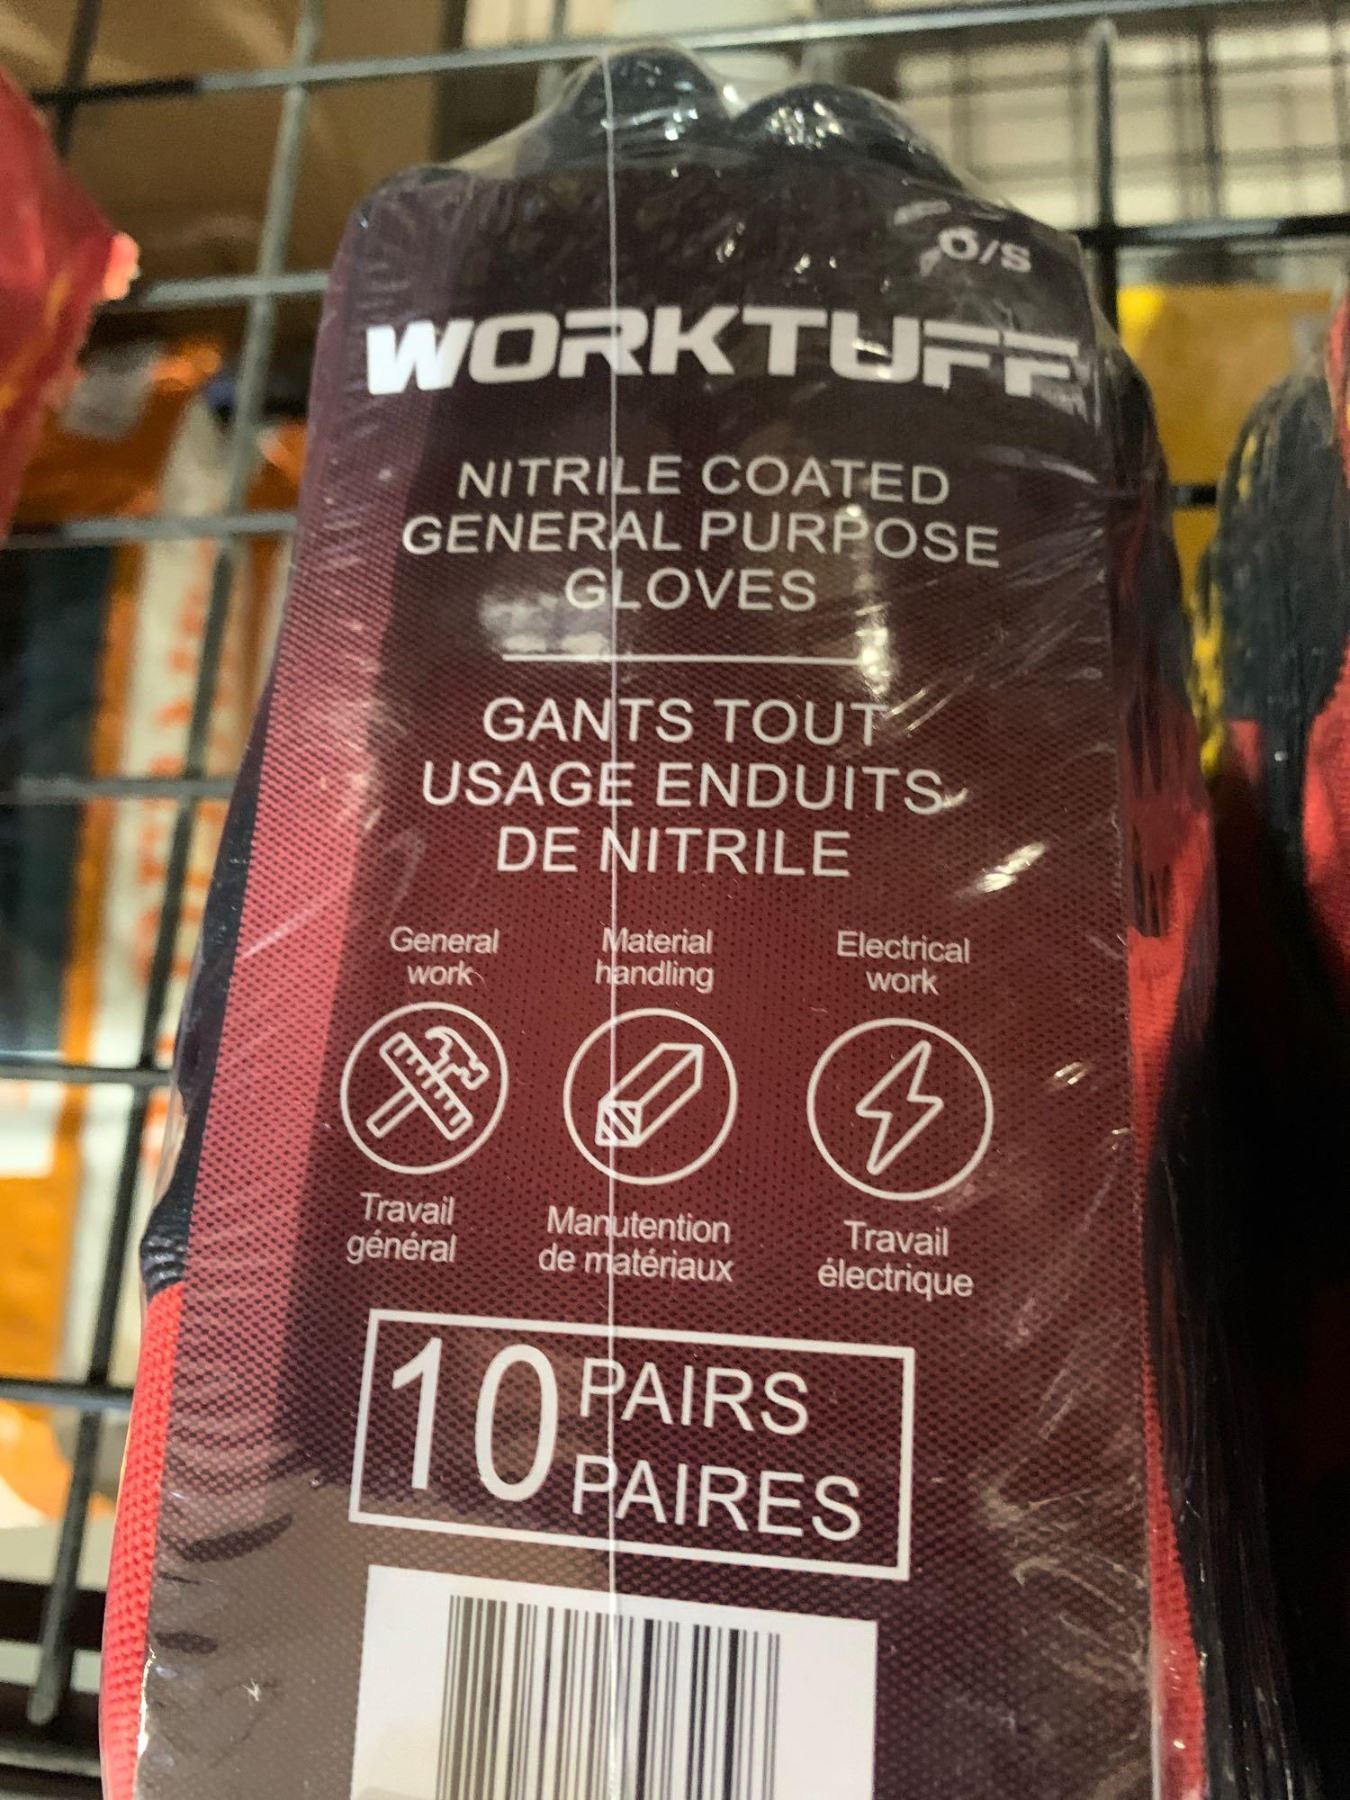 O/S
WORKTUFF
NITRILE COATED
GENERAL PURPOSE
GLOVES
GANTS TOUT
USAGE ENDUITS
DE NITRILE
General
work
Material
handling
Electrical
work
Travail
général
Manutention
de matériaux
Travail
électrique
10 PAIRS
PAIRES